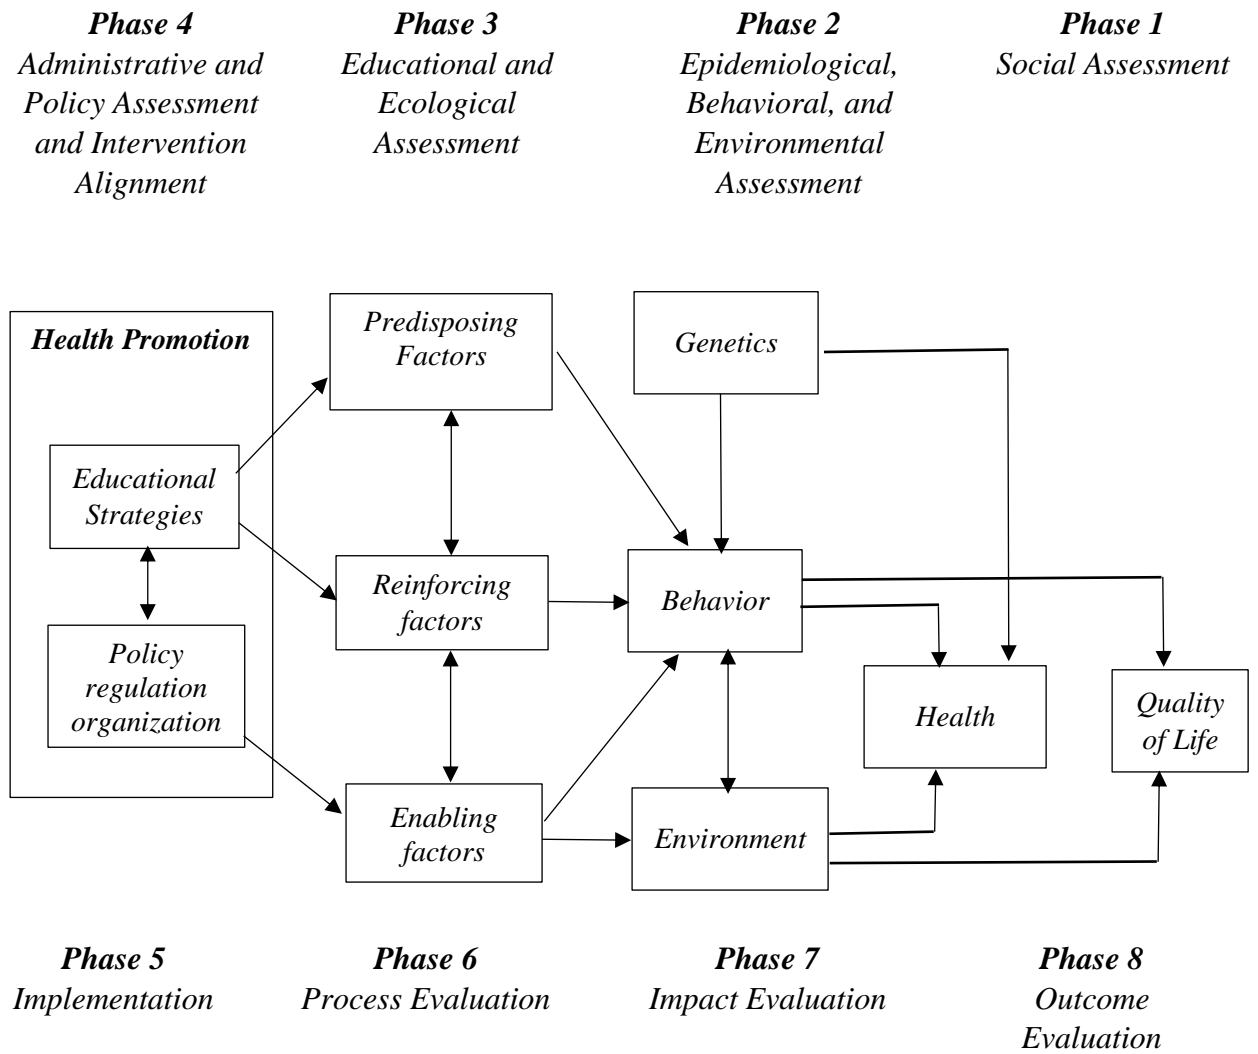 Phase 4
Administrative and
Policy Assessment
and Intervention
Alignment
Phase 3
Educational and
Ecological
Assessment
Phase 2
Epidemiological,
Behavioral, and
Environmental
Assessment
Phase 1
Social Assessment
Health Promotion
Educational
Strategies
Policy
regulation
organization
Predisposing
Factors
Reinforcing
factors
Enabling
factors
Genetics
Behavior
Environment
Health
Quality
of Life
Phase 5
Implementation
Phase 6
Process Evaluation
Phase 7
Impact Evaluation
Phase 8
Outcome
Evaluation